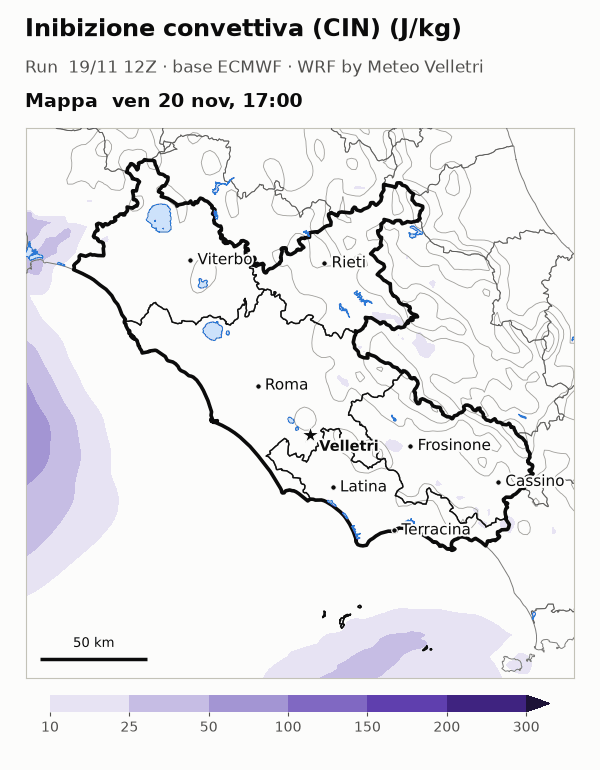 Inibizione convettiva (CIN) (J/kg)
Run  19/11 12Z · base ECMWF · WRF by Meteo Velletri
Mappa  ven 20 nov, 17:00
Viterbo
Rieti
Roma
Velletri
Frosinone
Cassino
Latina
Terracina
50 km
10 25 50 100 150 200 300